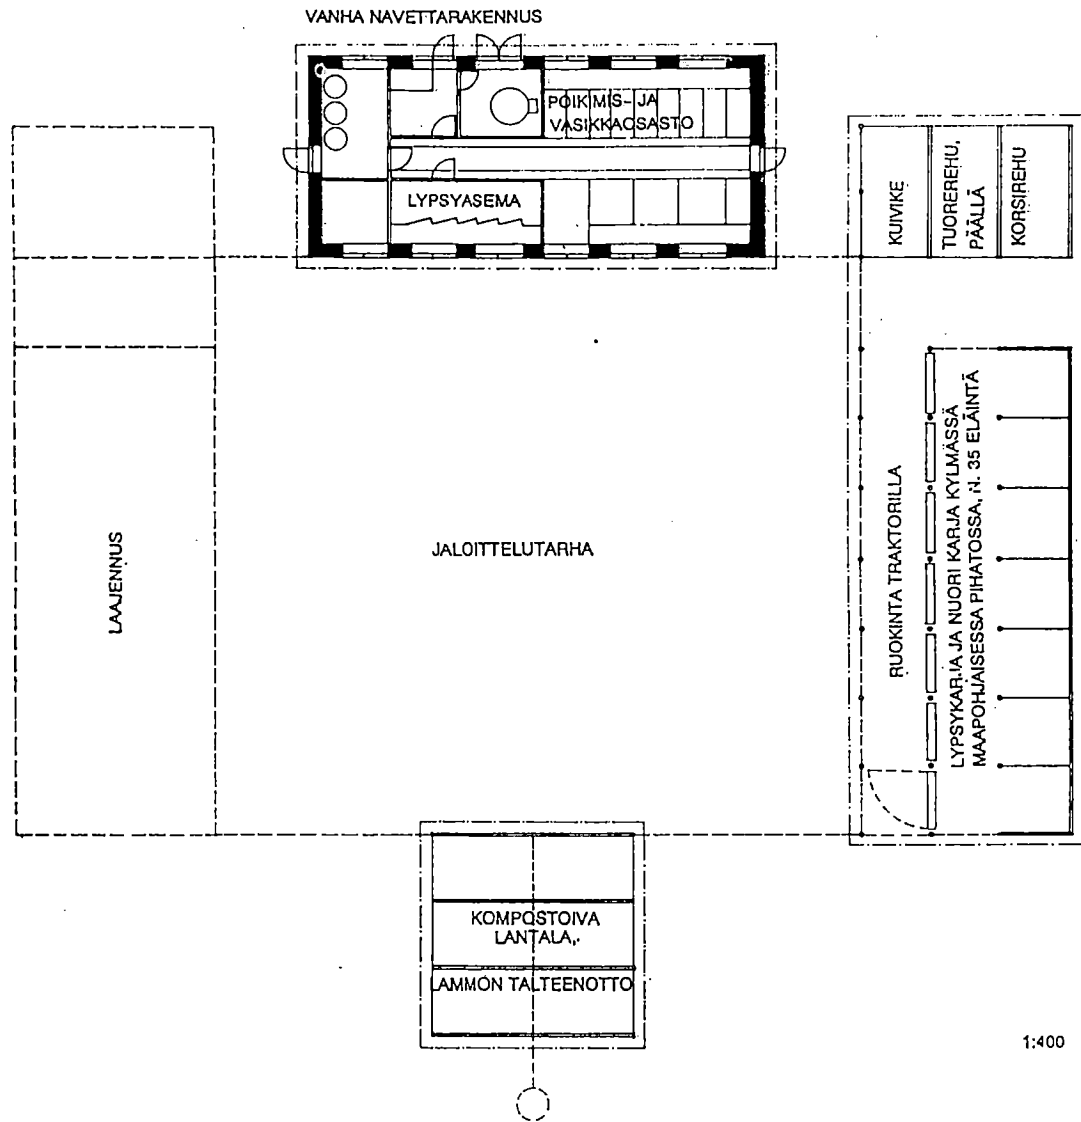 VANHA NAVETTARAKENNUS
POIKIMIS- JA
VASIKKAOSASTO
LYPSYASEMA
KUIVIKE
TUOREREHU,
PÄÄLLÄ
KORSIREHU
LAAJENNUS
JALOITTELUTARHA
RUOKINTA TRAKTORILLA
LYPSYKARJA JA NUORI KARJA KYLMÄSSÄ
MAAPOHJAISESSA PIHATOSSA, N. 35 ELÄINTÄ
KOMPOSTOIVA
LANTALA,
LÄMMÖN TALTEENOTTO
1:400